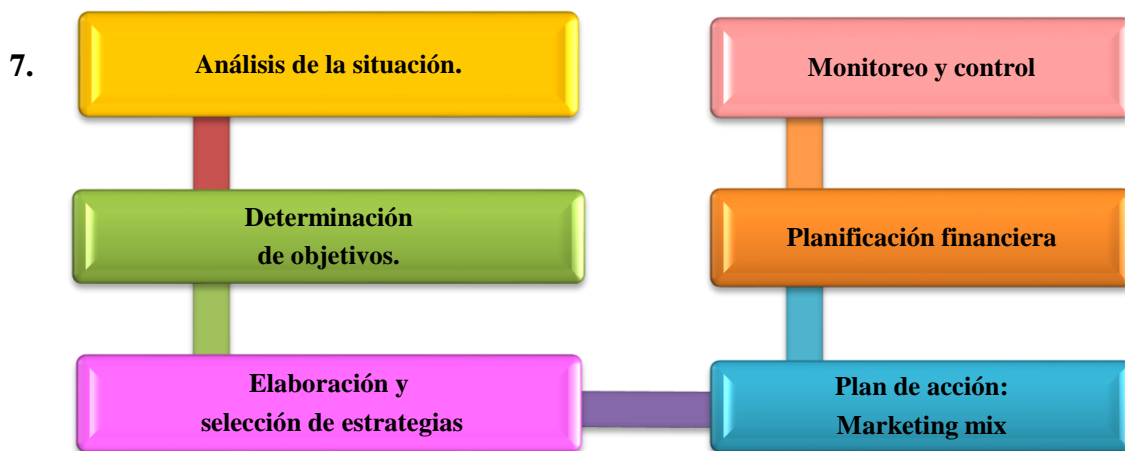 7.
Análisis de la situación.
Determinación
de objetivos.
Elaboración y
selección de estrategias
Plan de acción:
Marketing mix
Planificación financiera
Monitoreo y control